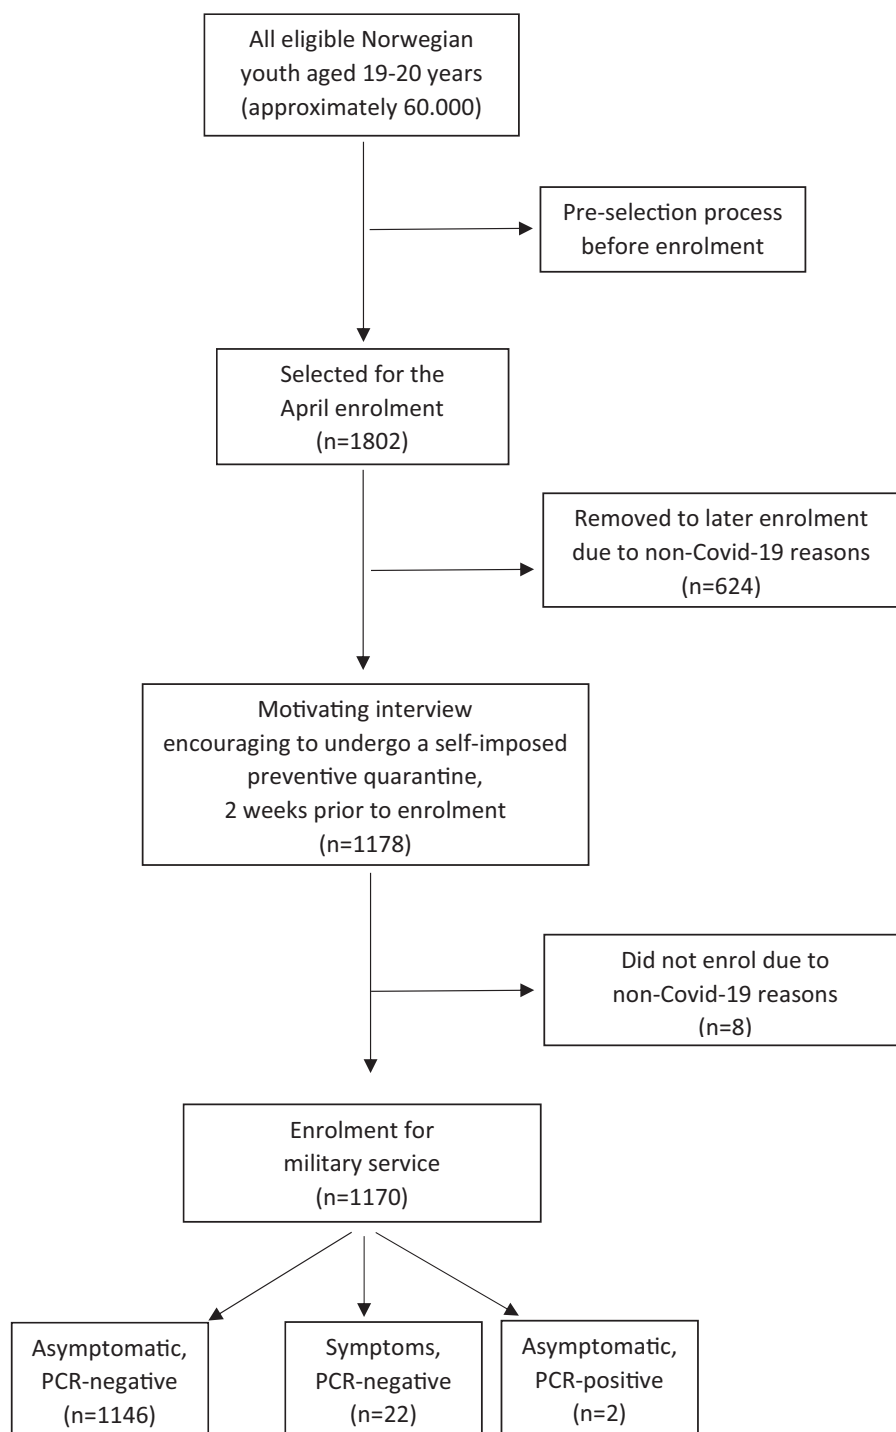 All eligible Norwegian
youth aged 19-20 years
(approximately 60.000)
Pre-selection process
before enrolment
Selected for the
April enrolment
(n=1802)
Removed to later enrolment
due to non-Covid-19 reasons
(n=624)
Motivating interview
encouraging to undergo a self-imposed
preventive quarantine,
2 weeks prior to enrolment
(n=1178)
Did not enrol due to
non-Covid-19 reasons
(n=8)
Enrolment for
military service
(n=1170)
Asymptomatic,
PCR-negative
(n=1146)
Symptoms,
PCR-negative
(n=22)
Asymptomatic,
PCR-positive
(n=2)